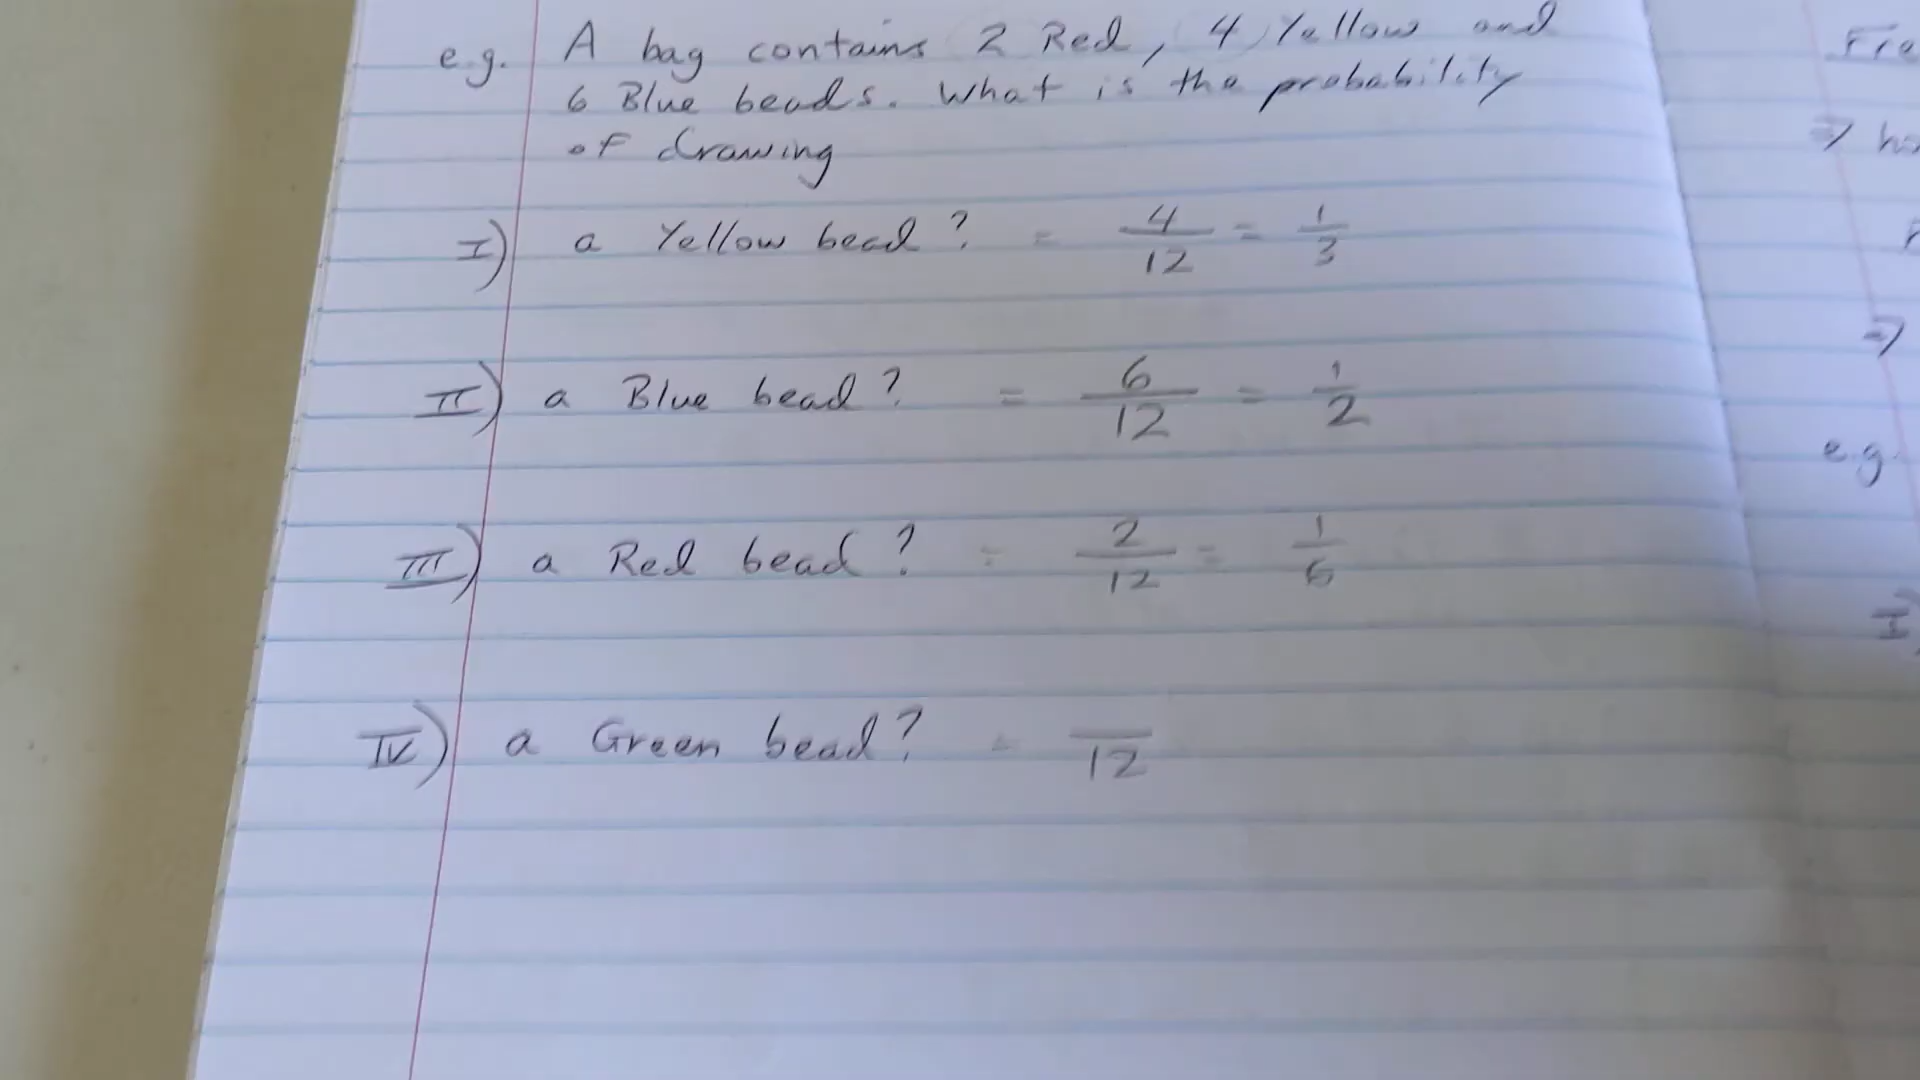 e.g. A bag contains 2 Red, 4 Yellow and
6 Blue beads. What is the probability
of drawing
I) a Yellow bead? = 4/12 = 1/3
II) a Blue bead? = 6/12 = 1/2
III) a Red bead? = 2/12 = 1/6
IV) a Green bead? = /12
⇒
⇒
e.g.
I)